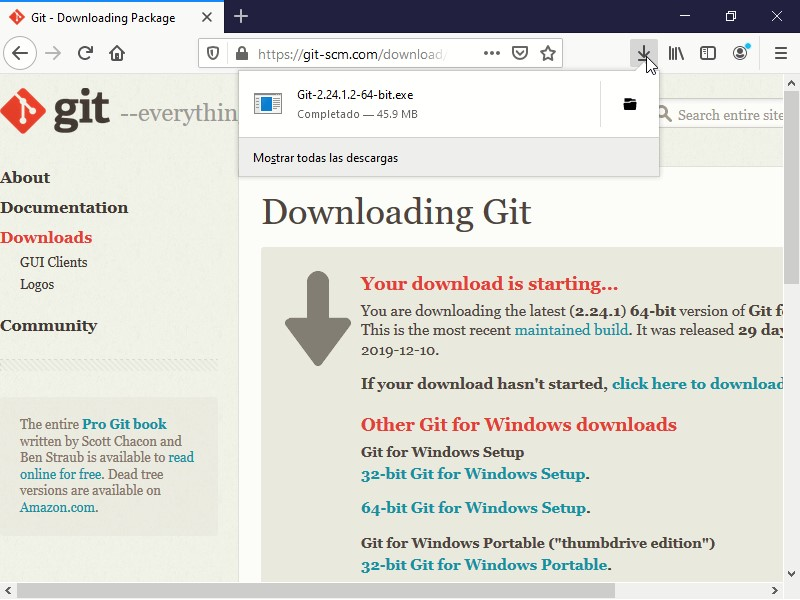 Git - Downloading Package
https://git-scm.com/download/
Git-2.24.1.2-64-bit.exe
Completado — 45.9 MB
Mostrar todas las descargas
git --everythin
Search entire site
About
Documentation
Downloads
GUI Clients
Logos
Community
The entire Pro Git book
written by Scott Chacon and
Ben Straub is available to read
online for free. Dead tree
versions are available on
Amazon.com.
Downloading Git
Your download is starting...
You are downloading the latest (2.24.1) 64-bit version of Git f
This is the most recent maintained build. It was released 29 day
2019-12-10.
If your download hasn't started, click here to download
Other Git for Windows downloads
Git for Windows Setup
32-bit Git for Windows Setup.
64-bit Git for Windows Setup.
Git for Windows Portable ("thumbdrive edition")
32-bit Git for Windows Portable.